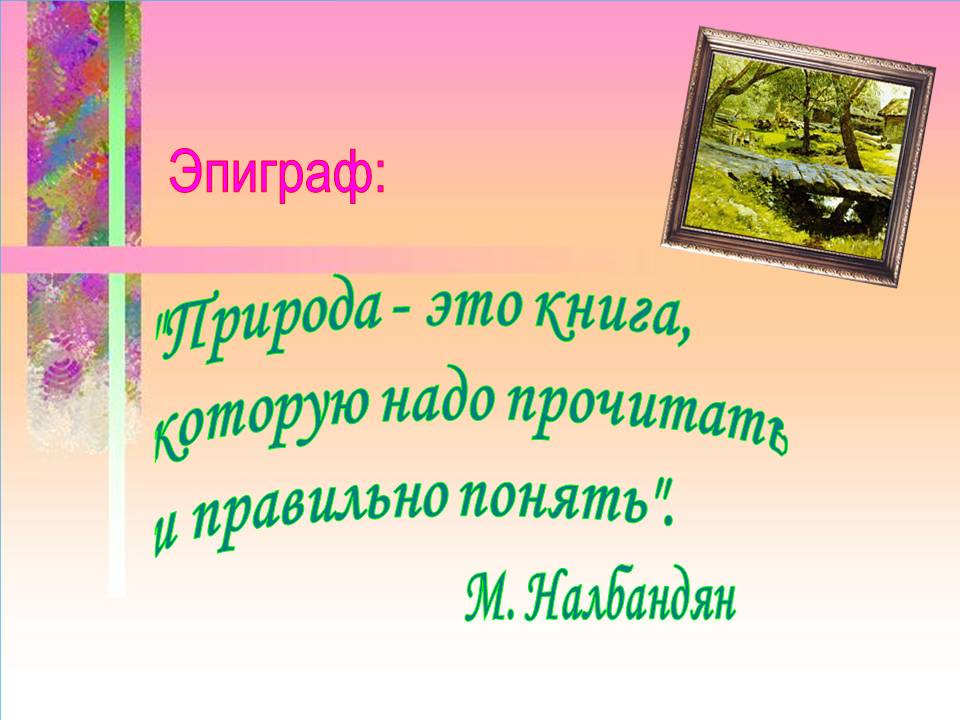 Эпиграф:
"Природа - это книга,
которую надо прочитать
и правильно понять".
М. Налбандян